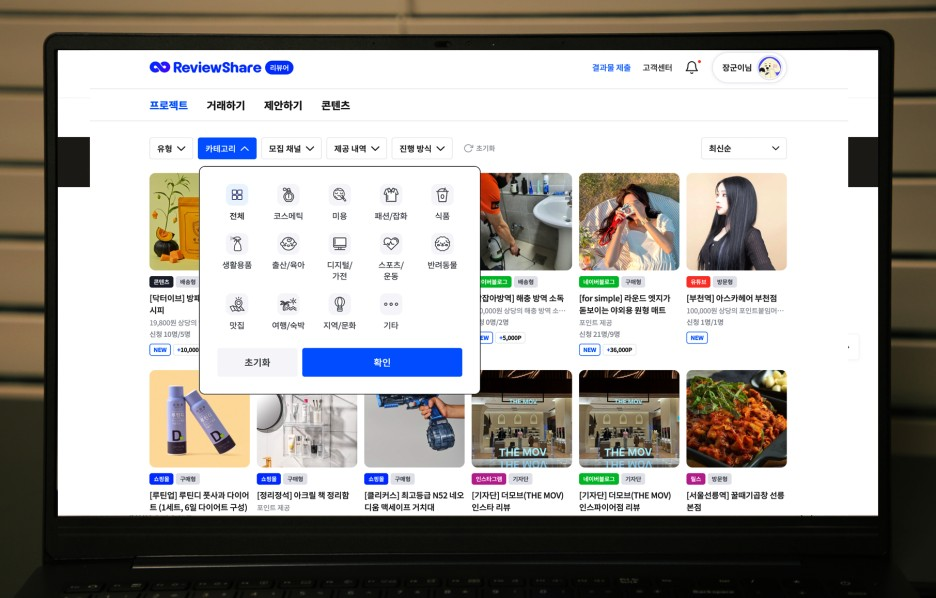 ReviewShare 리뷰어
결과물 제출 고객센터 장군이님
프로젝트 거래하기 제안하기 콘텐츠
유형 카테고리 모집 채널 제공 내역 진행 방식 초기화 최신순
전체 코스메틱 미용 패션/잡화 식품
생활용품 출산/육아 디지털/가전 스포츠/운동 반려동물
맛집 여행/숙박 지역/문화 기타
초기화 확인
콘텐츠 배송형
[닥터이브] 방패
시피
19,800원 상당의
신청 10명/5명
NEW +10,000
네이버블로그 배송형
잡아방역] 해충 방역 소독
0,000원 상당의 해충 방역 소...
0명/2명
NEW +5,000P
네이버블로그 구매형
[for simple] 라운드 엣지가
돋보이는 야외용 원형 매트
포인트 제공
신청 21명/9명
NEW +36,000P
유튜브 방문형
[부천역] 아스카헤어 부천점
100,000원 상당의 포인트붙임머...
신청 1명/1명
NEW
쇼핑몰 구매형
[루틴업] 루틴디 풋사과 다이어
트 (1세트, 6일 다이어트 구성)
쇼핑몰 구매형
[정리정석] 아크릴 책 정리함
포인트 제공
쇼핑몰 구매형
[클리커스] 최고등급 N52 네오
디움 맥세이프 거치대
THE MOV
인스타그램 기자단
[기자단] 더모브(THE MOV)
인스타 리뷰
THE MOV
네이버블로그 기자단
[기자단] 더모브(THE MOV)
인스파이어점 리뷰
릴스 방문형
[서울선릉역] 꿀떼기곱창 선릉
본점